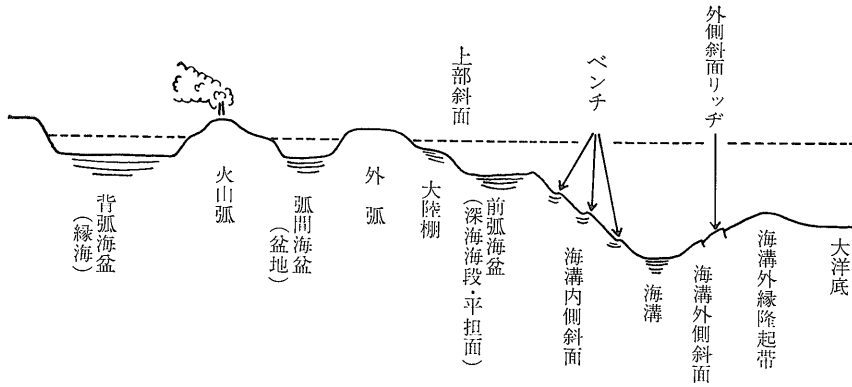 背弧海盆
(縁海)
火山弧
弧間海盆
(盆地)
外弧
大陸棚
上部斜面
前弧海盆
(深海海段・平担面)
ベンチ
海溝内側斜面
海溝
外側斜面リッヂ
海溝外側斜面
海溝外縁隆起帯
大洋底